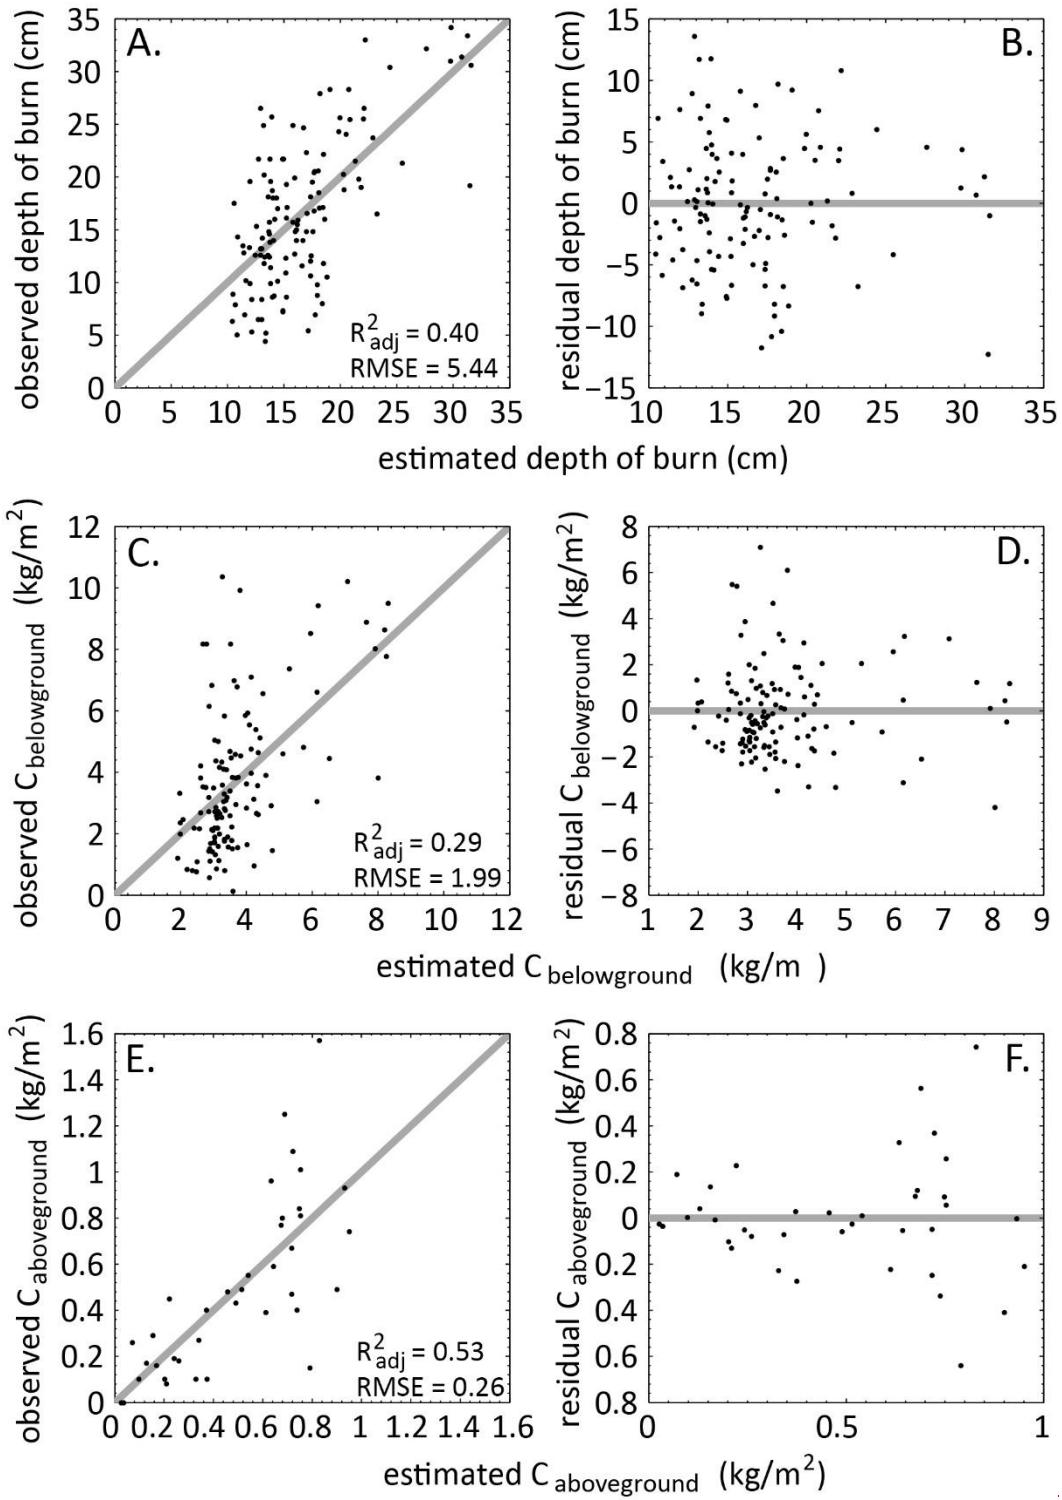 A.
observed depth of burn (cm)
35
30
25
20
15
10
5
0
R²adj = 0.40
RMSE = 5.44
0 5 10 15 20 25 30 35
B.
residual depth of burn (cm)
15
10
5
0
−5
−10
−15
10 15 20 25 30 35
estimated depth of burn (cm)
C.
observed Cbelowground (kg/m²)
12
10
8
6
4
2
0
R²adj = 0.29
RMSE = 1.99
0 2 4 6 8 10 12
D.
residual Cbelowground (kg/m²)
8
6
4
2
0
−2
−4
−6
−8
1 2 3 4 5 6 7 8 9
estimated Cbelowground (kg/m )
E.
observed Caboveground (kg/m²)
1.6
1.4
1.2
1
0.8
0.6
0.4
0.2
0
R²adj = 0.53
RMSE = 0.26
0 0.2 0.4 0.6 0.8 1 1.2 1.4 1.6
F.
residual Caboveground (kg/m²)
0.8
0.6
0.4
0.2
0
0.2
0.4
0.6
0.8
0 0.5 1
estimated Caboveground (kg/m²)